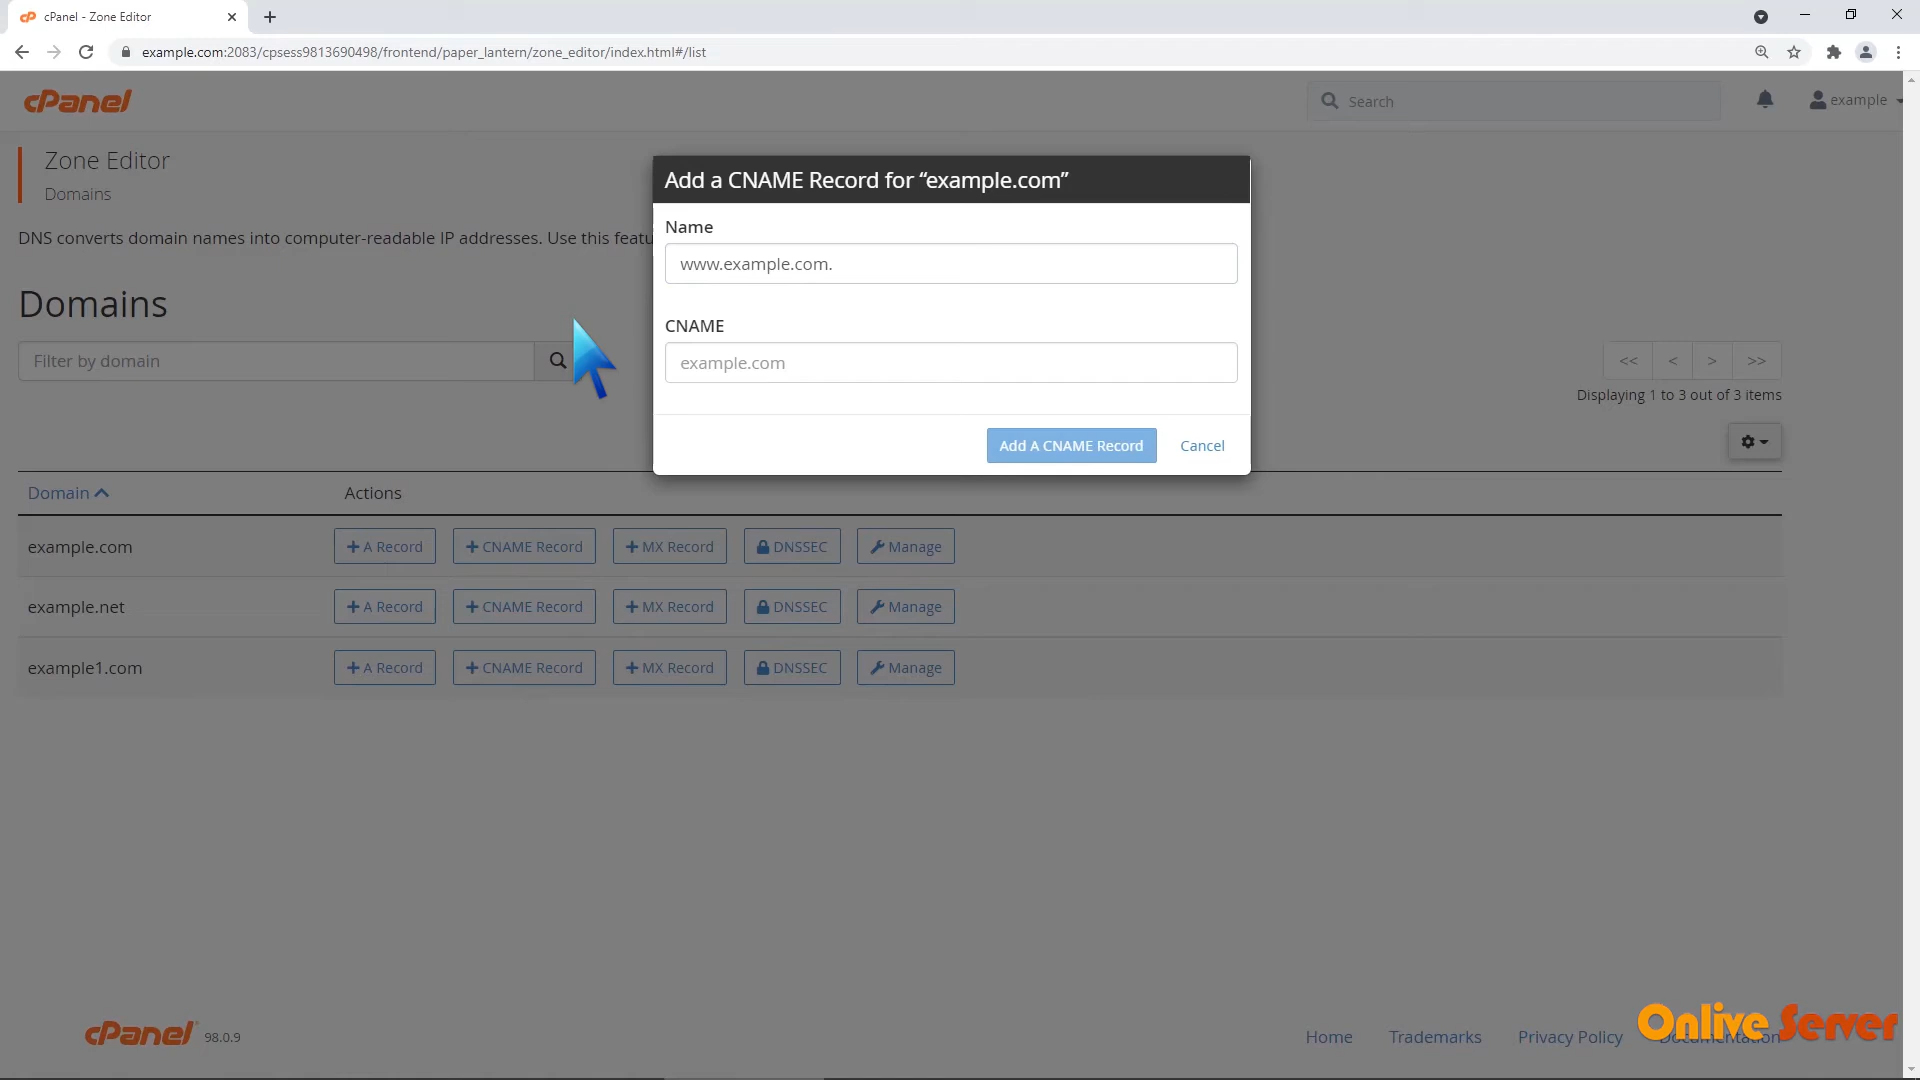 cPanel - Zone Editor
example.com:2083/cpsess9813690498/frontend/paper_lantern/zone_editor/index.html#/list
cPanel
Search
example
Zone Editor
Domains
DNS converts domain names into computer-readable IP addresses. Use this featu
Add a CNAME Record for “example.com”
Name
www.example.com.
CNAME
example.com
Add A CNAME Record Cancel
Domains
Filter by domain
<< < > >>
Displaying 1 to 3 out of 3 items
Domain Actions
example.com A Record CNAME Record MX Record DNSSEC Manage
example.net A Record CNAME Record MX Record DNSSEC Manage
example1.com A Record CNAME Record MX Record DNSSEC Manage
cPanel 98.0.9
Home Trademarks Privacy Policy Documentation
Onlive Server